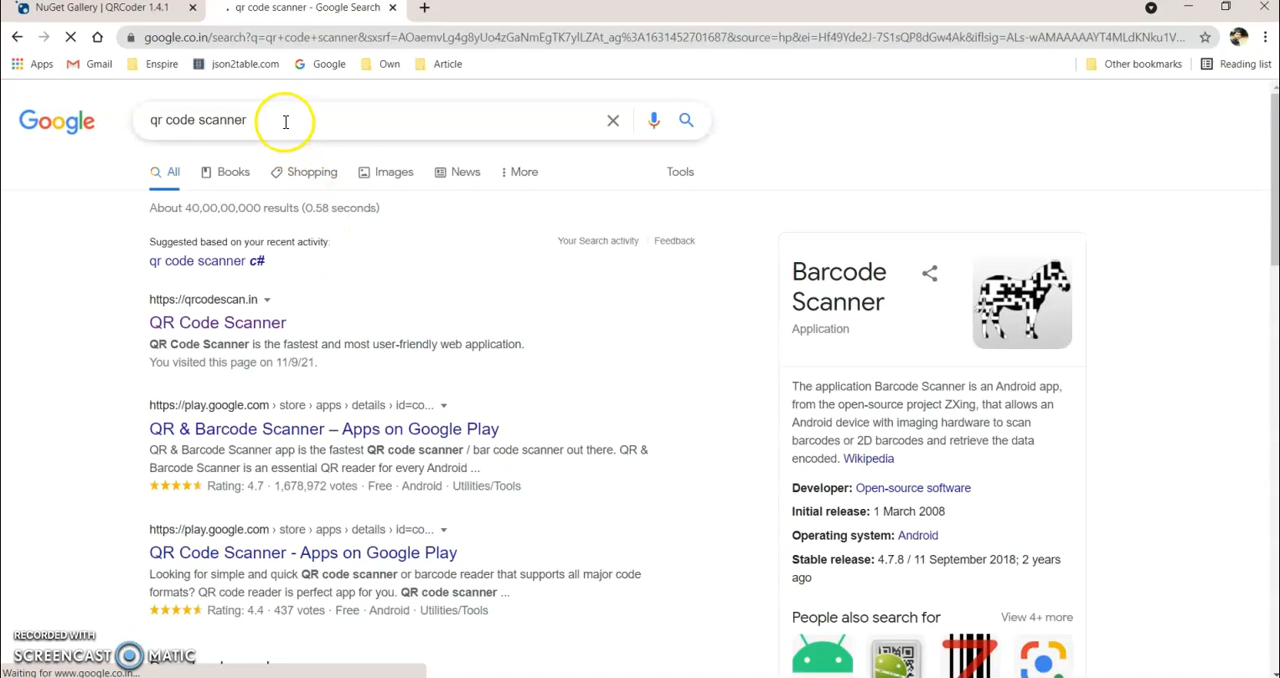 NuGet Gallery | QRCoder 1.4.1
qr code scanner - Google Search
google.co.in/search?q=qr+code+scanner&sxsrf=AOaemvLg4g8yUo4zGaNmEgTK7ylLZAt_ag%3A1631452701687&source=hp&ei=Hf49Yde2J-7S1sQP8dGw4Ak&iflsig=ALs-wAMAAAAAYT4MLdKNku1V...
Apps
Gmail
Enspire
json2table.com
Google
Own
Article
Other bookmarks
Reading list
Google
qr code scanner
All
Books
Shopping
Images
News
More
Tools
About 40,00,00,000 results (0.58 seconds)
Suggested based on your recent activity:
Your Search activity
Feedback
qr code scanner c#
https://qrcodescan.in
QR Code Scanner
QR Code Scanner is the fastest and most user-friendly web application.
You visited this page on 11/9/21.
https://play.google.com › store › apps › details › id=co...
QR & Barcode Scanner – Apps on Google Play
QR & Barcode Scanner app is the fastest QR code scanner / bar code scanner out there. QR &
Barcode Scanner is an essential QR reader for every Android ...
Rating: 4.7 · 1,678,972 votes · Free · Android · Utilities/Tools
https://play.google.com › store › apps › details › id=co...
QR Code Scanner - Apps on Google Play
Looking for simple and quick QR code scanner or barcode reader that supports all major code
formats? QR code reader is perfect app for you. QR code scanner ...
Rating: 4.4 · 437 votes · Free · Android · Utilities/Tools
Barcode
Scanner
Application
The application Barcode Scanner is an Android app,
from the open-source project ZXing, that allows an
Android device with imaging hardware to scan
barcodes or 2D barcodes and retrieve the data
encoded. Wikipedia
Developer: Open-source software
Initial release: 1 March 2008
Operating system: Android
Stable release: 4.7.8 / 11 September 2018; 2 years
ago
People also search for
View 4+ more
RECORDED WITH
SCREENCAST MATIC
Waiting for www.google.co.in...